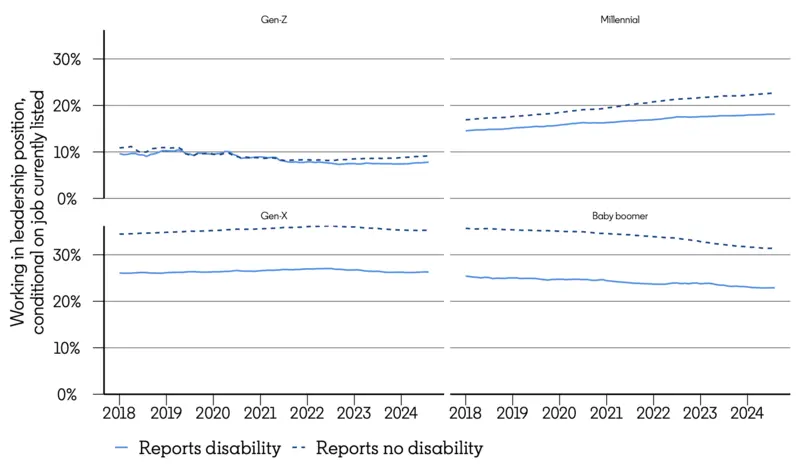 Gen-Z
Millennial
30%
20%
10%
0%
Gen-X
Baby boomer
30%
20%
10%
0%
Working in leadership position,
conditional on job currently listed
2018 2019 2020 2021 2022 2023 2024
2018 2019 2020 2021 2022 2023 2024
Reports disability
Reports no disability